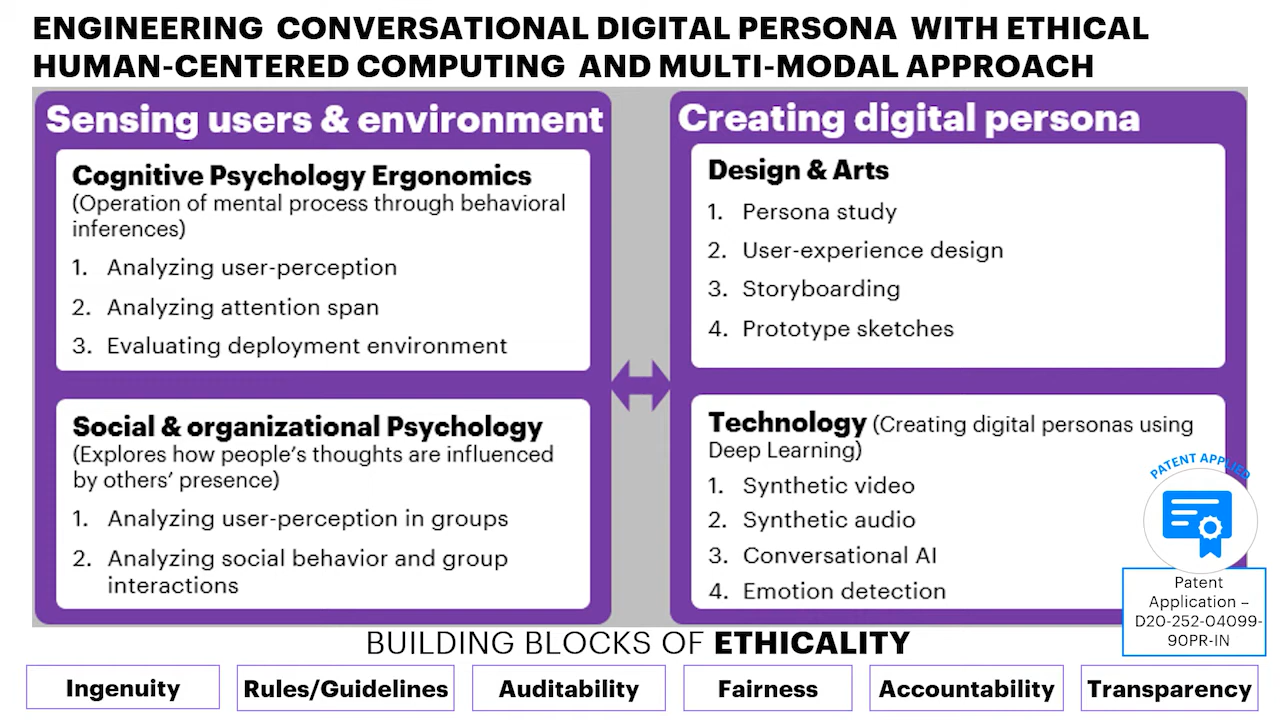 ENGINEERING CONVERSATIONAL DIGITAL PERSONA WITH ETHICAL
HUMAN-CENTERED COMPUTING AND MULTI-MODAL APPROACH
Sensing users & environment
Cognitive Psychology Ergonomics
(Operation of mental process through behavioral
inferences)
1. Analyzing user-perception
2. Analyzing attention span
3. Evaluating deployment environment
Social & organizational Psychology
(Explores how people's thoughts are influenced
by others' presence)
1. Analyzing user-perception in groups
2. Analyzing social behavior and group
interactions
Creating digital persona
Design & Arts
1. Persona study
2. User-experience design
3. Storyboarding
4. Prototype sketches
Technology (Creating digital personas using
Deep Learning)
1. Synthetic video
2. Synthetic audio
3. Conversational AI
4. Emotion detection
PATENT APPLIED
Patent
Application –
D20-252-04099-
90PR-IN
BUILDING BLOCKS OF ETHICALITY
Ingenuity
Rules/Guidelines
Auditability
Fairness
Accountability
Transparency